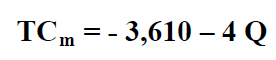 TCₘ = - 3,610 – 4 Q